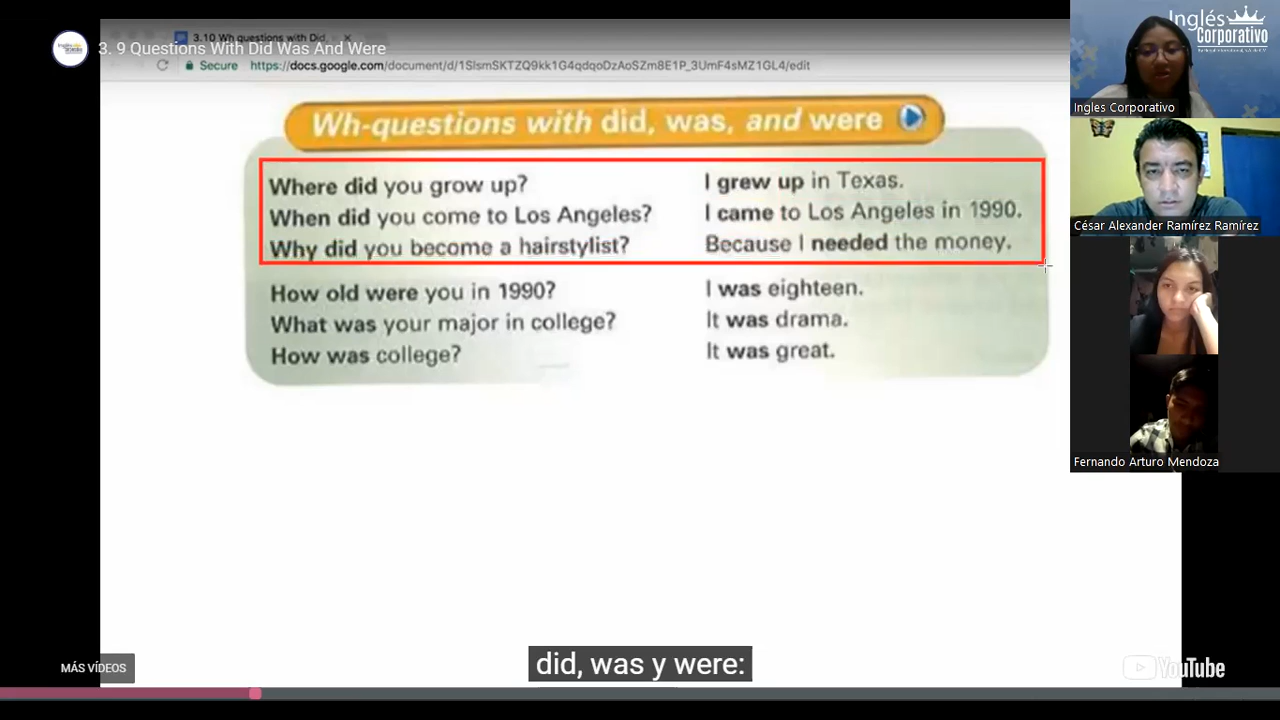 3.10 Wh questions with Did,
3. 9 Questions With Did Was And Were
Secure https://docs.google.com/document/d/1SlsmSKTZQ9kk1G4qdqoDzAoSZm8E1P_3UmF4sMZ1GL4/edit
Wh-questions with did, was, and were
Where did you grow up? I grew up in Texas.
When did you come to Los Angeles? I came to Los Angeles in 1990.
Why did you become a hairstylist? Because I needed the money.
How old were you in 1990? I was eighteen.
What was your major in college? It was drama.
How was college? It was great.
did, was y were:
MÁS VÍDEOS
YouTube
Inglés
Corporativo
Ingles Corporativo
César Alexander Ramírez Ramírez
Fernando Arturo Mendoza